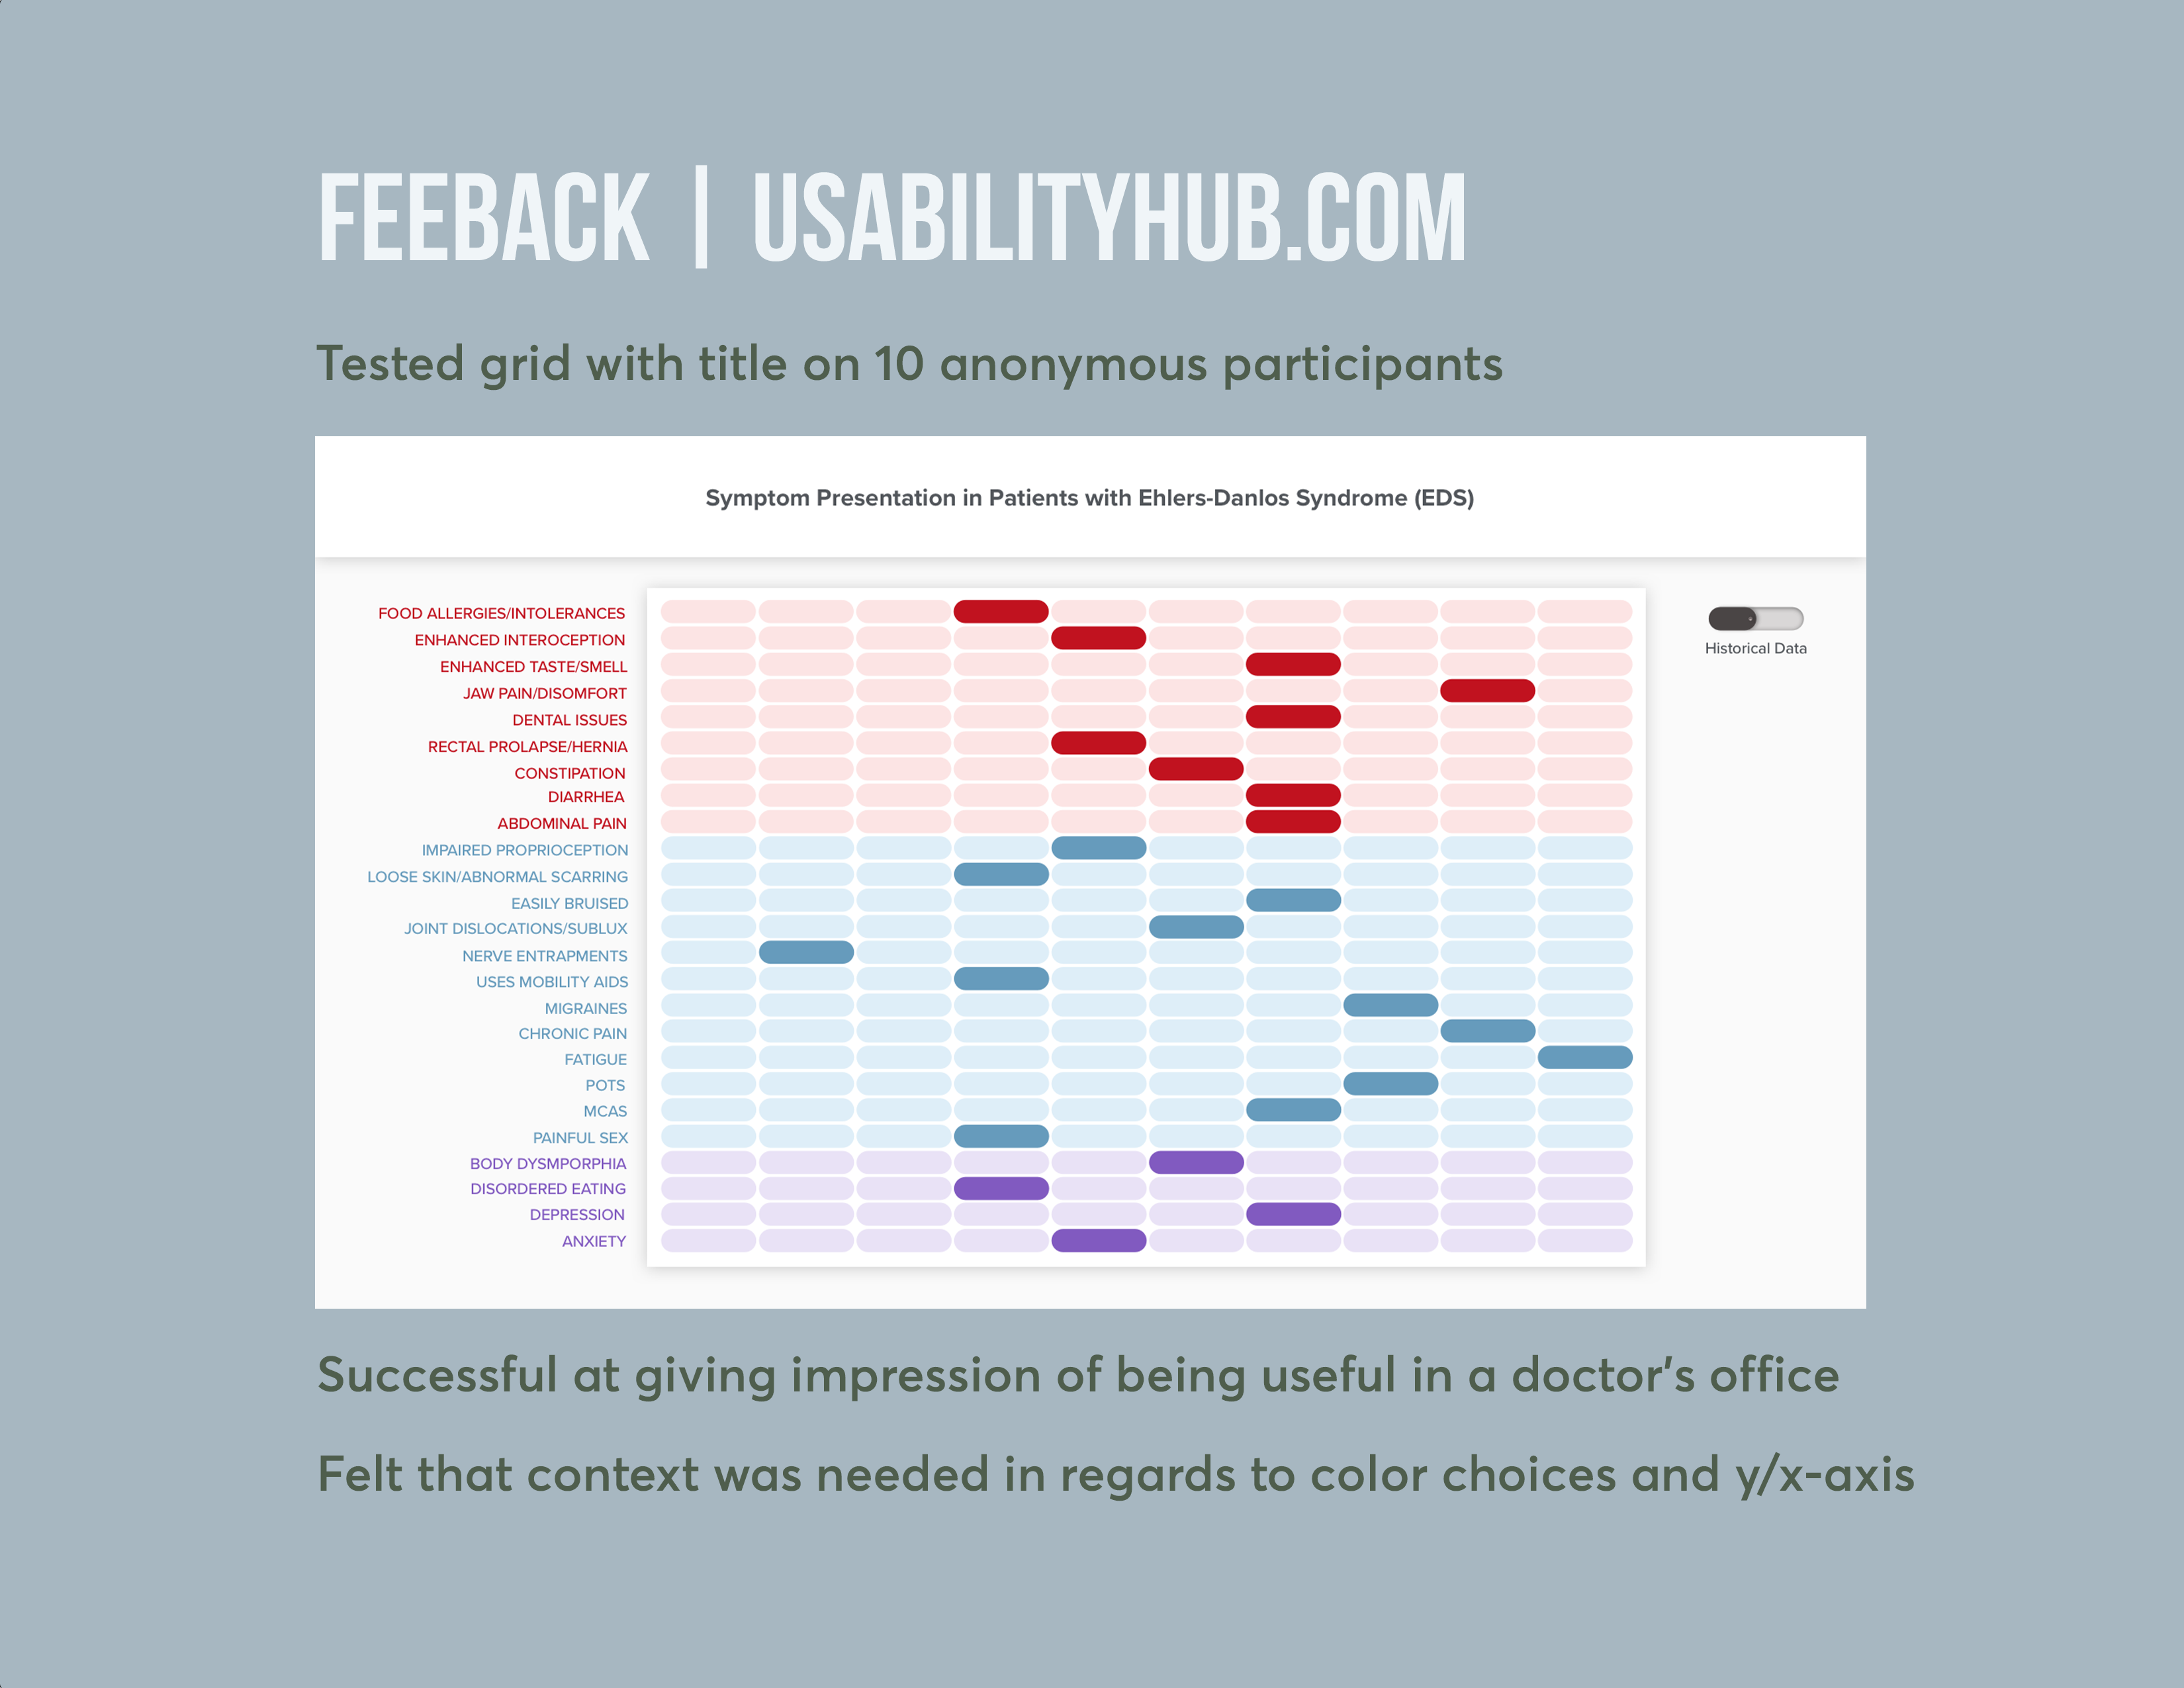 FEEBACK | USABILITYHUB.COM
Tested grid with title on 10 anonymous participants
Symptom Presentation in Patients with Ehlers-Danlos Syndrome (EDS)
FOOD ALLERGIES/INTOLERANCES
ENHANCED INTEROCEPTION
ENHANCED TASTE/SMELL
JAW PAIN/DISOMFORT
DENTAL ISSUES
RECTAL PROLAPSE/HERNIA
CONSTIPATION
DIARRHEA
ABDOMINAL PAIN
IMPAIRED PROPRIOCEPTION
LOOSE SKIN/ABNORMAL SCARRING
EASILY BRUISED
JOINT DISLOCATIONS/SUBLUX
NERVE ENTRAPMENTS
USES MOBILITY AIDS
MIGRAINES
CHRONIC PAIN
FATIGUE
POTS
MCAS
PAINFUL SEX
BODY DYSMPORPHIA
DISORDERED EATING
DEPRESSION
ANXIETY
Historical Data
Successful at giving impression of being useful in a doctor's office
Felt that context was needed in regards to color choices and y/x-axis